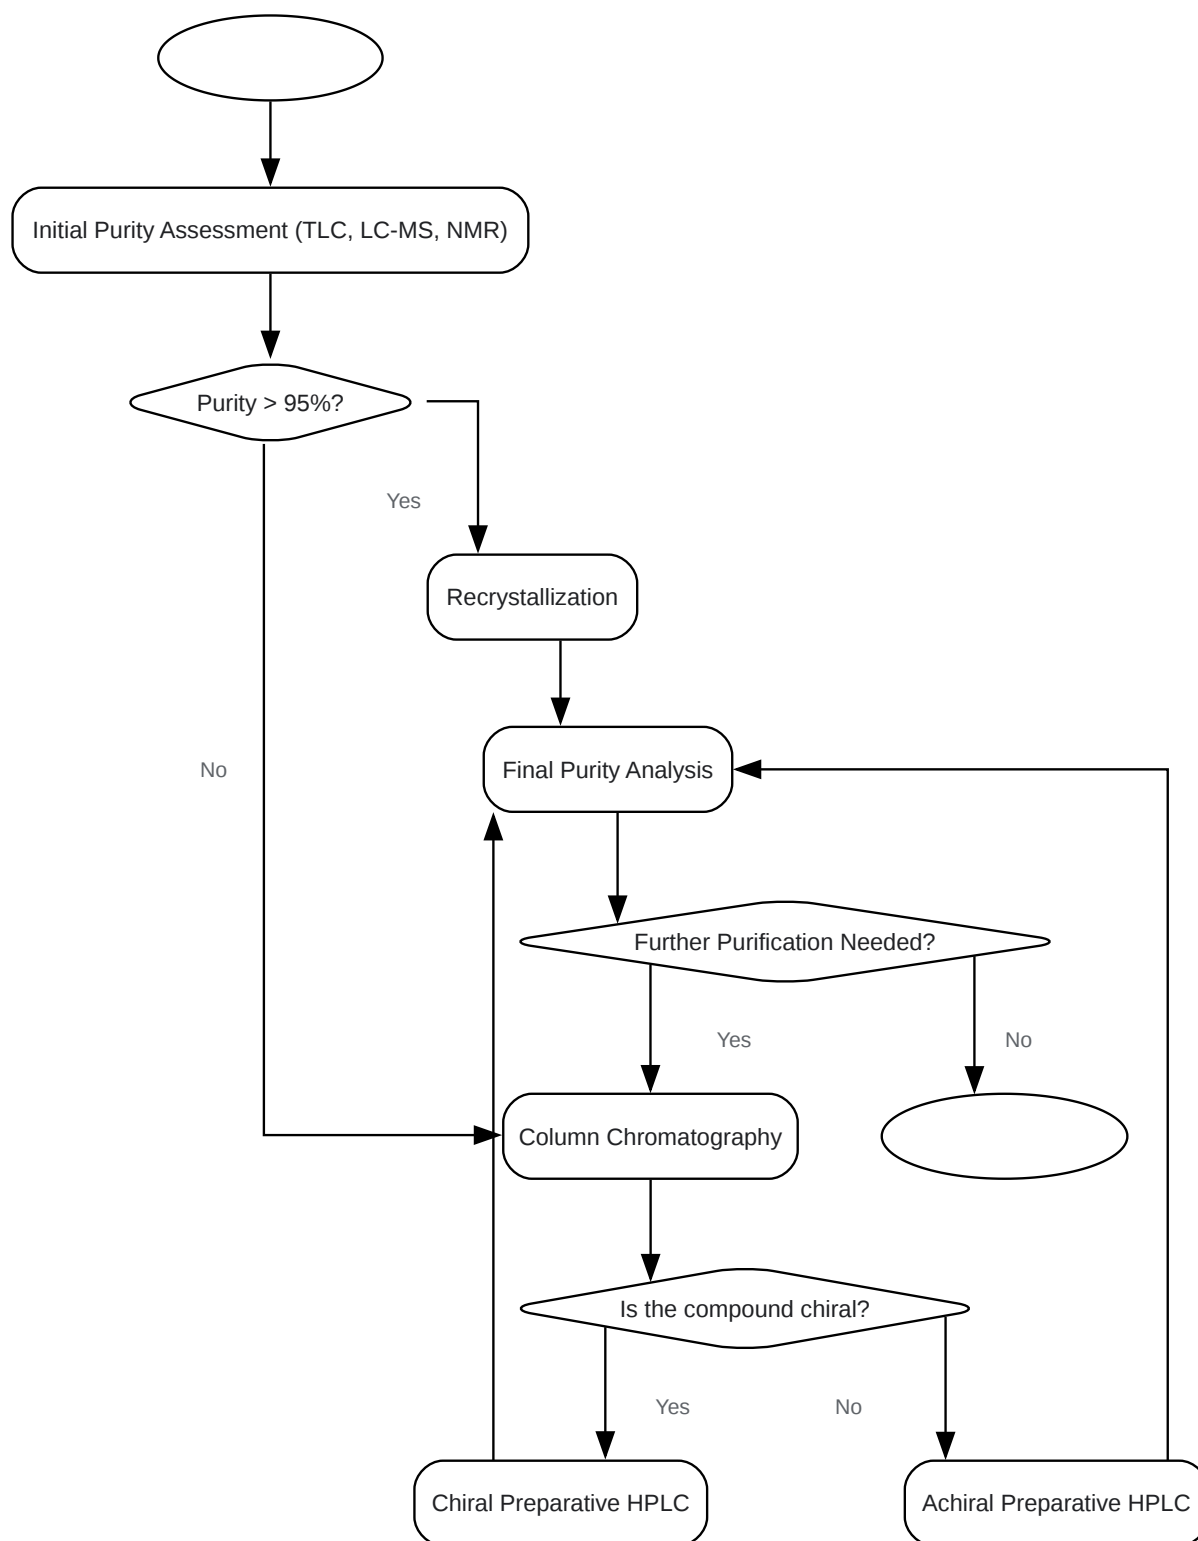 Initial Purity Assessment (TLC, LC-MS, NMR)
Purity > 95%?
Yes
Recrystallization
No
Final Purity Analysis
Further Purification Needed?
Yes
No
Column Chromatography
Is the compound chiral?
Yes
No
Chiral Preparative HPLC
Achiral Preparative HPLC